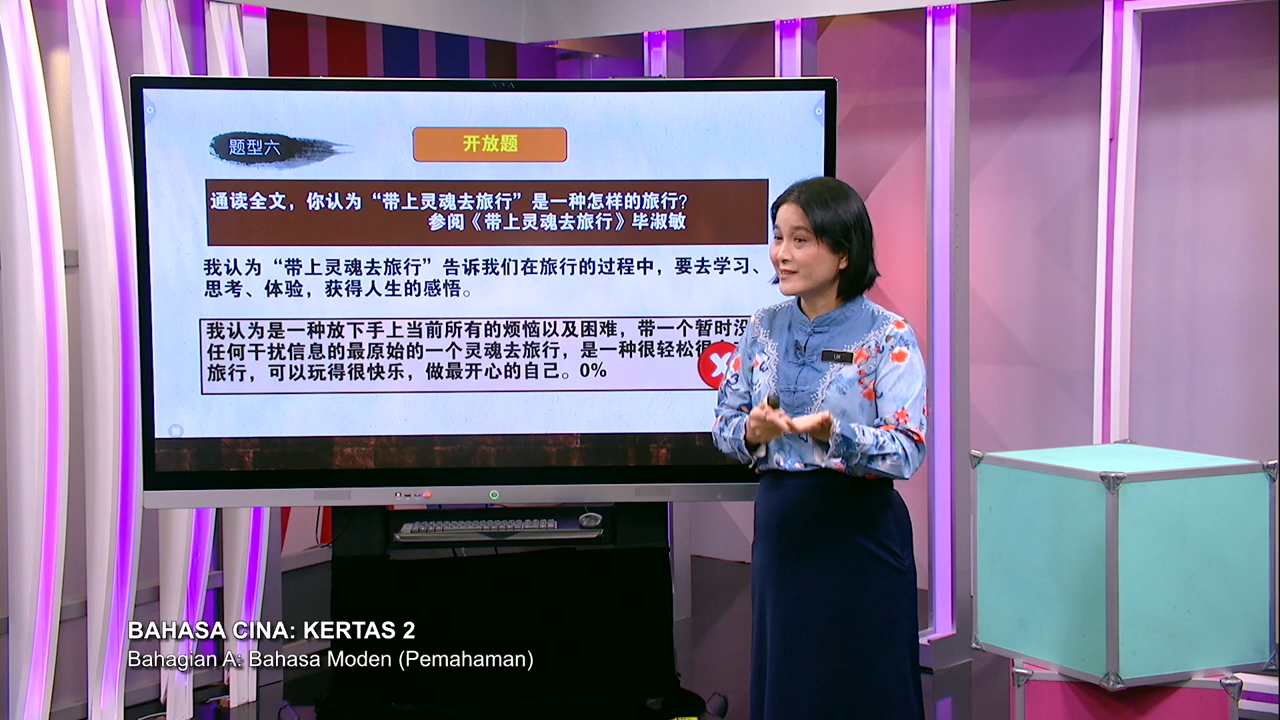 题型六
开放题
通读全文，你认为“带上灵魂去旅行”是一种怎样的旅行？
参阅《带上灵魂去旅行》毕淑敏
我认为“带上灵魂去旅行”告诉我们在旅行的过程中，要去学习、
思考、体验，获得人生的感悟。
我认为是一种放下手上当前所有的烦恼以及困难，带一个暂时没
任何干扰信息的最原始的一个灵魂去旅行，是一种很轻松很
旅行，可以玩得很快乐，做最开心的自己。0%
BAHASA CINA: KERTAS 2
Bahagian A: Bahasa Moden (Pemahaman)